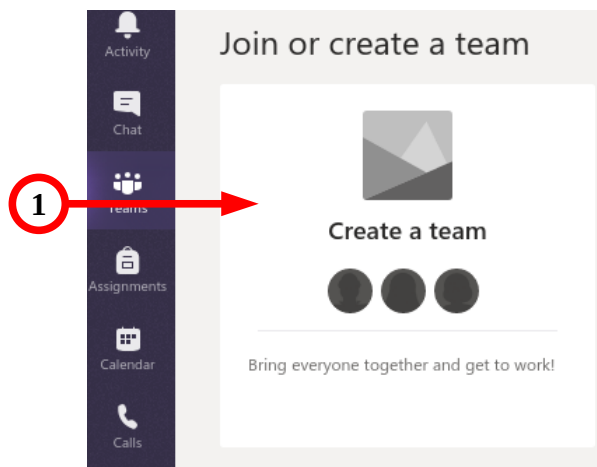 Activity
Chat
1
Teams
Assignments
Calendar
Calls
Join or create a team
Create a team
Bring everyone together and get to work!